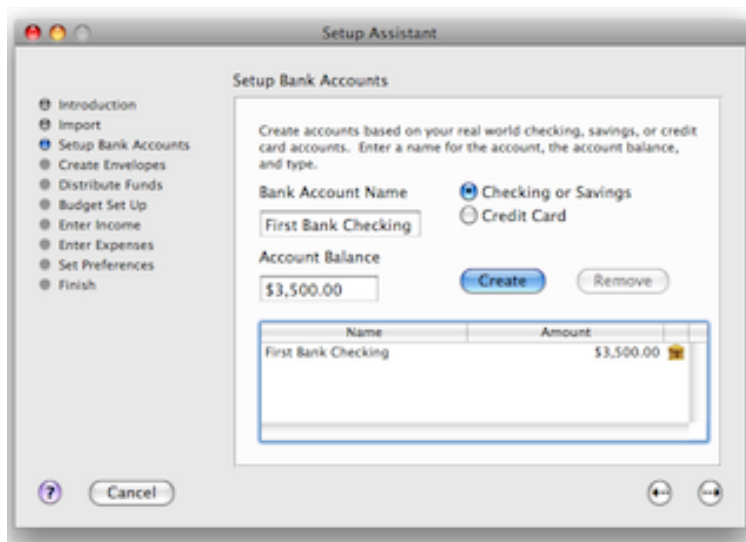 Setup Assistant
Setup Bank Accounts
Introduction
Import
Setup Bank Accounts
Create Envelopes
Distribute Funds
Budget Set Up
Enter Income
Enter Expenses
Set Preferences
Finish
Create accounts based on your real world checking, savings, or credit
card accounts. Enter a name for the account, the account balance,
and type.
Bank Account Name
Checking or Savings
First Bank Checking
Credit Card
Account Balance
$3,500.00
Create
Remove
Name Amount
First Bank Checking $3,500.00
?
Cancel